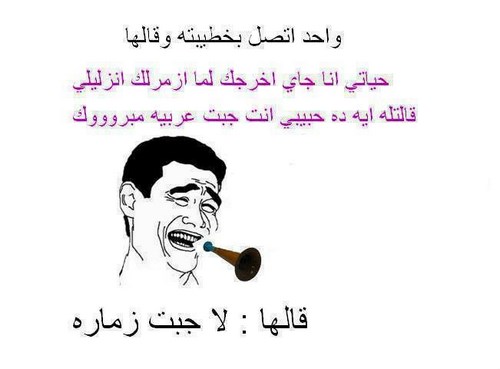 واحد اتصل بخطيبته وقالها
حياتي انا جاي اخرجك لما ازمرلك انزليلي
قالتله ايه ده حبيبي انت جبت عربيه مبروووك
قالها : لا جبت زماره